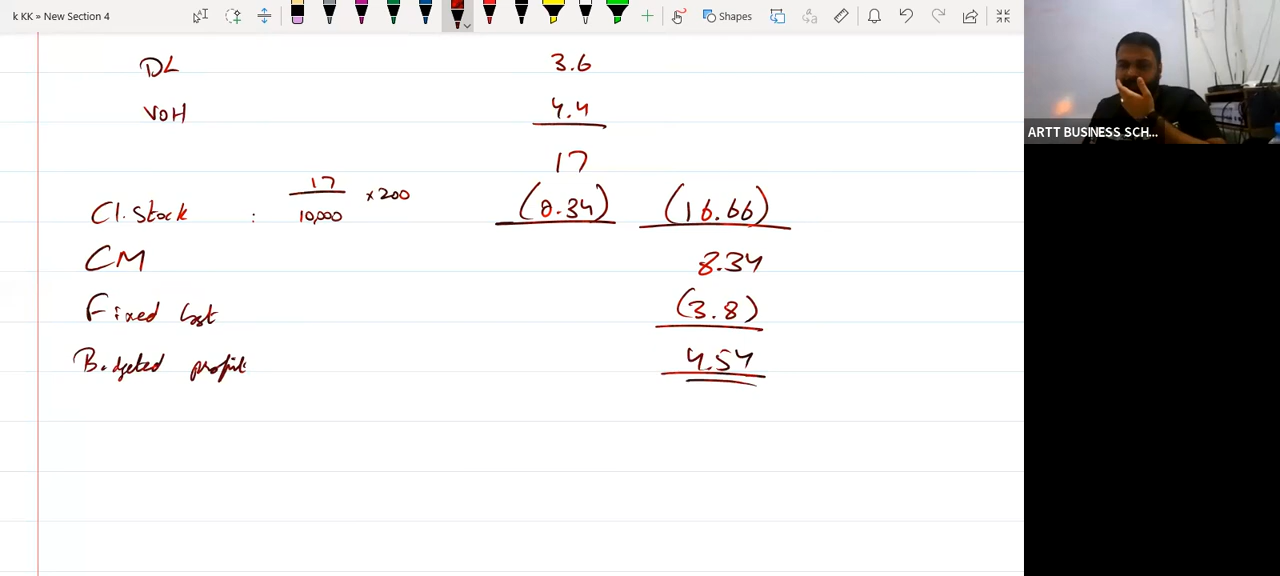 k KK » New Section 4
Shapes
DL 3.6
VOH 4.4
17
Cl. Stock : 17/10,000 ×200 (0.34) (16.66)
CM 8.34
Fixed Cost (3.8)
Budgeted profit 4.54
ARTT BUSINESS SCH...